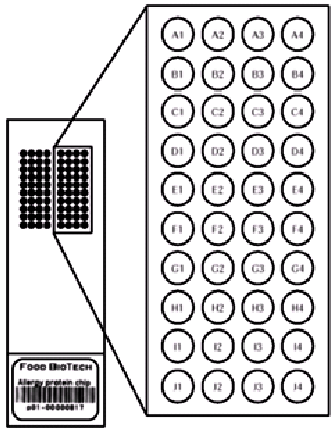 A1 A2 A3 A4
B1 B2 B3 B4
C1 C2 C3 C4
D1 D2 D3 D4
E1 E2 E3 E4
F1 F2 F3 F4
G1 G2 G3 G4
H1 H2 H3 H4
I1 I2 I3 I4
J1 J2 J3 J4
FOOD BIOTECH
Allergy protein chip
p01-00000017